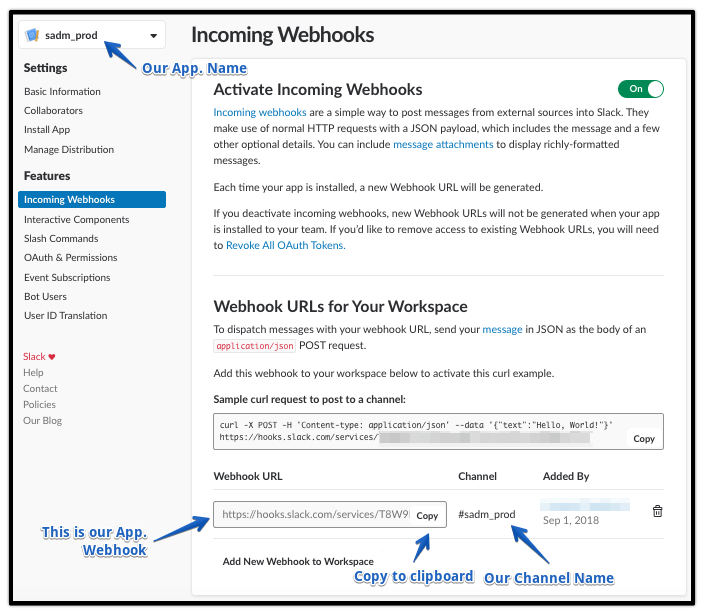 sadm_prod
Our App. Name
Settings
Basic Information
Collaborators
Install App
Manage Distribution
Features
Incoming Webhooks
Interactive Components
Slash Commands
OAuth & Permissions
Event Subscriptions
Bot Users
User ID Translation
Slack ♥
Help
Contact
Policies
Our Blog
Incoming Webhooks
Activate Incoming Webhooks
On
Incoming webhooks are a simple way to post messages from external sources into Slack. They
make use of normal HTTP requests with a JSON payload, which includes the message and a few
other optional details. You can include message attachments to display richly-formatted
messages.
Each time your app is installed, a new Webhook URL will be generated.
If you deactivate incoming webhooks, new Webhook URLs will not be generated when your app
is installed to your team. If you'd like to remove access to existing Webhook URLs, you will need
to Revoke All OAuth Tokens.
Webhook URLs for Your Workspace
To dispatch messages with your webhook URL, send your message in JSON as the body of an
application/json POST request.
Add this webhook to your workspace below to activate this curl example.
Sample curl request to post to a channel:
curl -X POST -H 'Content-type: application/json' --data '{"text":"Hello, World!"}'
https://hooks.slack.com/services/
Copy
Webhook URL Channel Added By
https://hooks.slack.com/services/T8W9 Copy #sadm_prod
Sep 1, 2018
This is our App.
Webhook
Add New Webhook to Workspace
Copy to clipboard
Our Channel Name